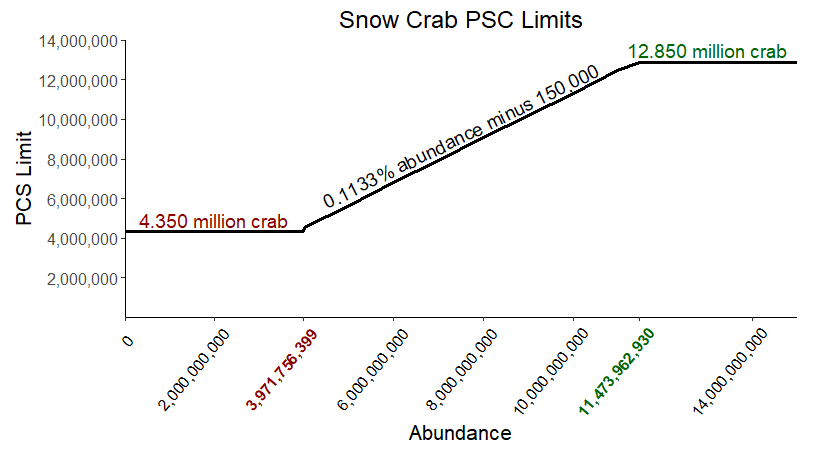 Snow Crab PSC Limits
14,000,000
12,000,000
10,000,000
8,000,000
6,000,000
4,000,000
2,000,000
PCS Limit
4.350 million crab
0.1133% abundance minus 150,000
12.850 million crab
0
2,000,000,000
3,971,756,399
6,000,000,000
8,000,000,000
10,000,000,000
11,473,962,930
14,000,000,000
Abundance